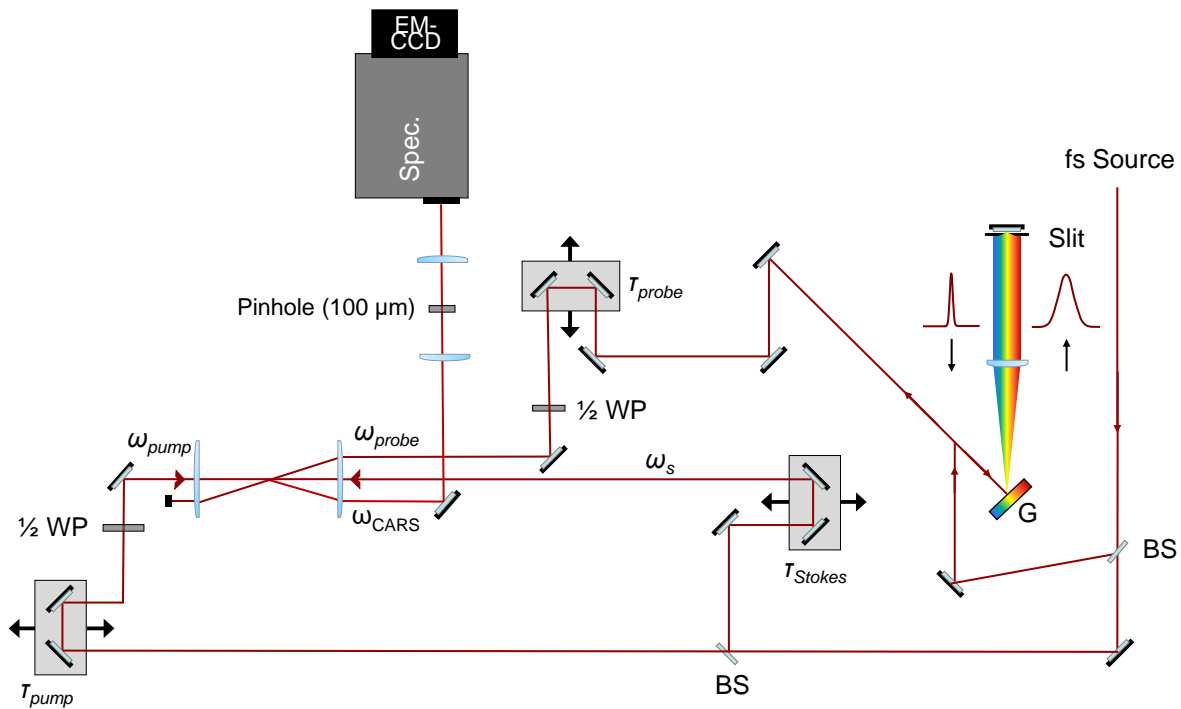 EM-
CCD
Spec.
fs Source
Slit
τprobe
Pinhole (100 µm)
½ WP
ωpump
ωprobe
ωs
ωCARS
G
½ WP
BS
τStokes
τpump
BS